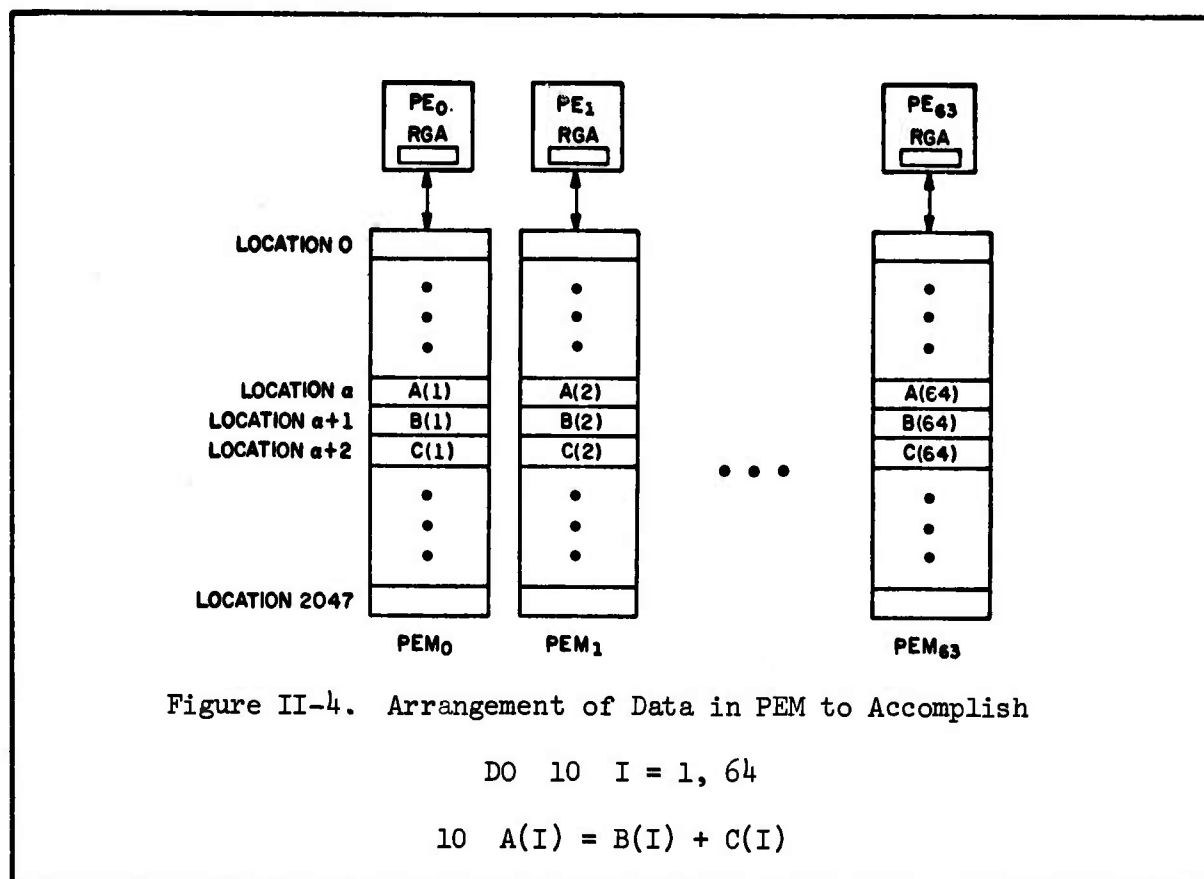 PE0. PE1 PE63
RGA RGA RGA
LOCATION 0
LOCATION α A(1) A(2) A(64)
LOCATION α+1 B(1) B(2) B(64)
LOCATION α+2 C(1) C(2) C(64)
LOCATION 2047
PEM0 PEM1 PEM63
Figure II-4. Arrangement of Data in PEM to Accomplish
DO 10 I = 1, 64
10 A(I) = B(I) + C(I)